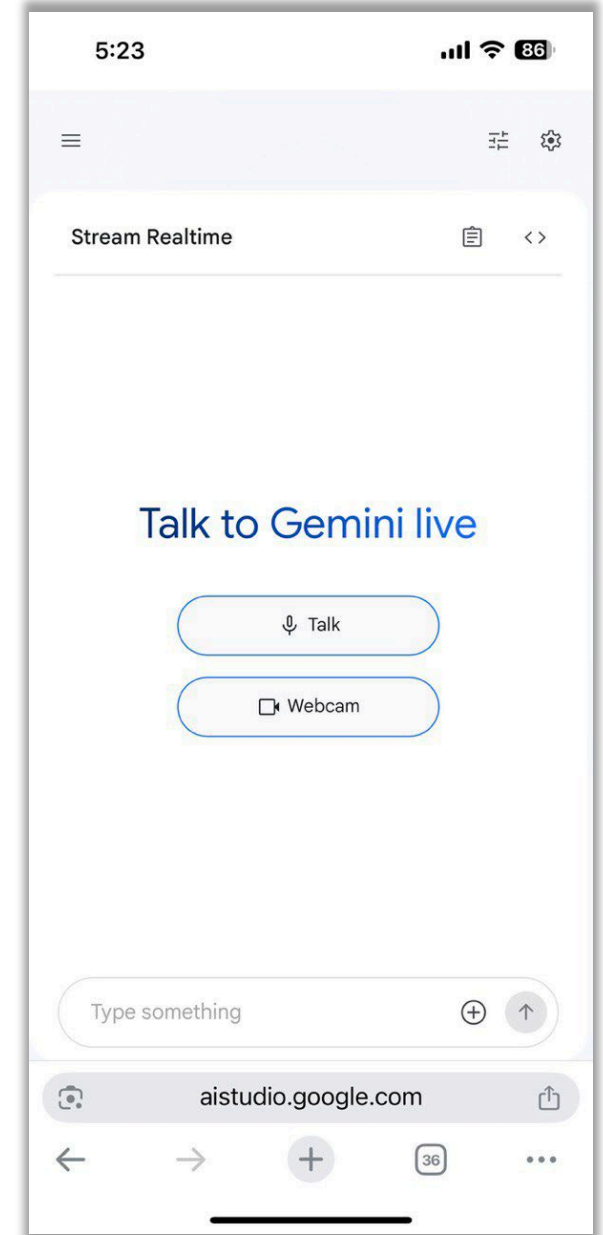 5:23
86
Stream Realtime
Talk to Gemini live
Talk
Webcam
Type something
aistudio.google.com
36